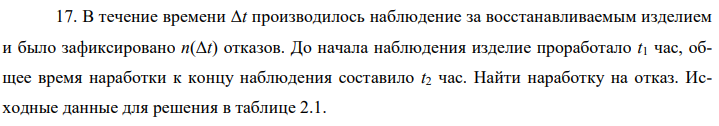 17. В течение времени Δt производилось наблюдение за восстанавливаемым изделием
и было зафиксировано n(Δt) отказов. До начала наблюдения изделие проработало t₁ час, об-
щее время наработки к концу наблюдения составило t₂ час. Найти наработку на отказ. Ис-
ходные данные для решения в таблице 2.1.